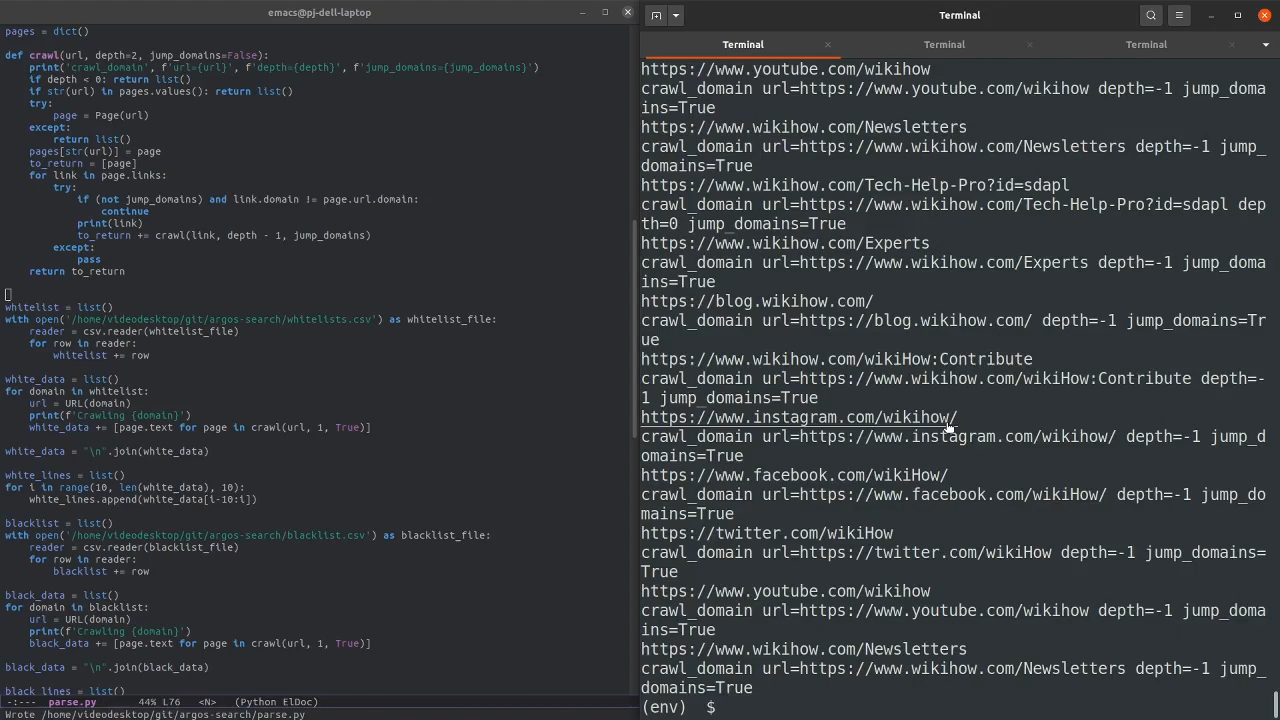 emacs@pj-dell-laptop
pages = dict()
def crawl(url, depth=2, jump_domains=False):
    print('crawl_domain', f'url={url}', f'depth={depth}', f'jump_domains={jump_domains}')
    if depth < 0: return list()
    if str(url) in pages.values(): return list()
    try:
        page = Page(url)
    except:
        return list()
    pages[str(url)] = page
    to_return = [page]
    for link in page.links:
        try:
            if (not jump_domains) and link.domain != page.url.domain:
                continue
            print(link)
            to_return += crawl(link, depth - 1, jump_domains)
        except:
            pass
    return to_return
whitelist = list()
with open('/home/videodesktop/git/argos-search/whitelists.csv') as whitelist_file:
    reader = csv.reader(whitelist_file)
    for row in reader:
        whitelist += row
white_data = list()
for domain in whitelist:
    url = URL(domain)
    print(f'Crawling {domain}')
    white_data += [page.text for page in crawl(url, 1, True)]
white_data = "\n".join(white_data)
white_lines = list()
for i in range(10, len(white_data), 10):
    white_lines.append(white_data[i-10:i])
blacklist = list()
with open('/home/videodesktop/git/argos-search/blacklist.csv') as blacklist_file:
    reader = csv.reader(blacklist_file)
    for row in reader:
        blacklist += row
black_data = list()
for domain in blacklist:
    url = URL(domain)
    print(f'Crawling {domain}')
    black_data += [page.text for page in crawl(url, 1, True)]
black_data = "\n".join(black_data)
black_lines = list()
-:--- parse.py 44% L76 <N> (Python ElDoc)
Wrote /home/videodesktop/git/argos-search/parse.py
Terminal
Terminal Terminal Terminal
https://www.youtube.com/wikihow
crawl_domain url=https://www.youtube.com/wikihow depth=-1 jump_doma
ins=True
https://www.wikihow.com/Newsletters
crawl_domain url=https://www.wikihow.com/Newsletters depth=-1 jump_
domains=True
https://www.wikihow.com/Tech-Help-Pro?id=sdapl
crawl_domain url=https://www.wikihow.com/Tech-Help-Pro?id=sdapl dep
th=0 jump_domains=True
https://www.wikihow.com/Experts
crawl_domain url=https://www.wikihow.com/Experts depth=-1 jump_doma
ins=True
https://blog.wikihow.com/
crawl_domain url=https://blog.wikihow.com/ depth=-1 jump_domains=Tr
ue
https://www.wikihow.com/wikiHow:Contribute
crawl_domain url=https://www.wikihow.com/wikiHow:Contribute depth=-
1 jump_domains=True
https://www.instagram.com/wikihow/
crawl_domain url=https://www.instagram.com/wikihow/ depth=-1 jump_d
omains=True
https://www.facebook.com/wikiHow/
crawl_domain url=https://www.facebook.com/wikiHow/ depth=-1 jump_do
mains=True
https://twitter.com/wikiHow
crawl_domain url=https://twitter.com/wikiHow depth=-1 jump_domains=
True
https://www.youtube.com/wikihow
crawl_domain url=https://www.youtube.com/wikihow depth=-1 jump_doma
ins=True
https://www.wikihow.com/Newsletters
crawl_domain url=https://www.wikihow.com/Newsletters depth=-1 jump_
domains=True
(env) $